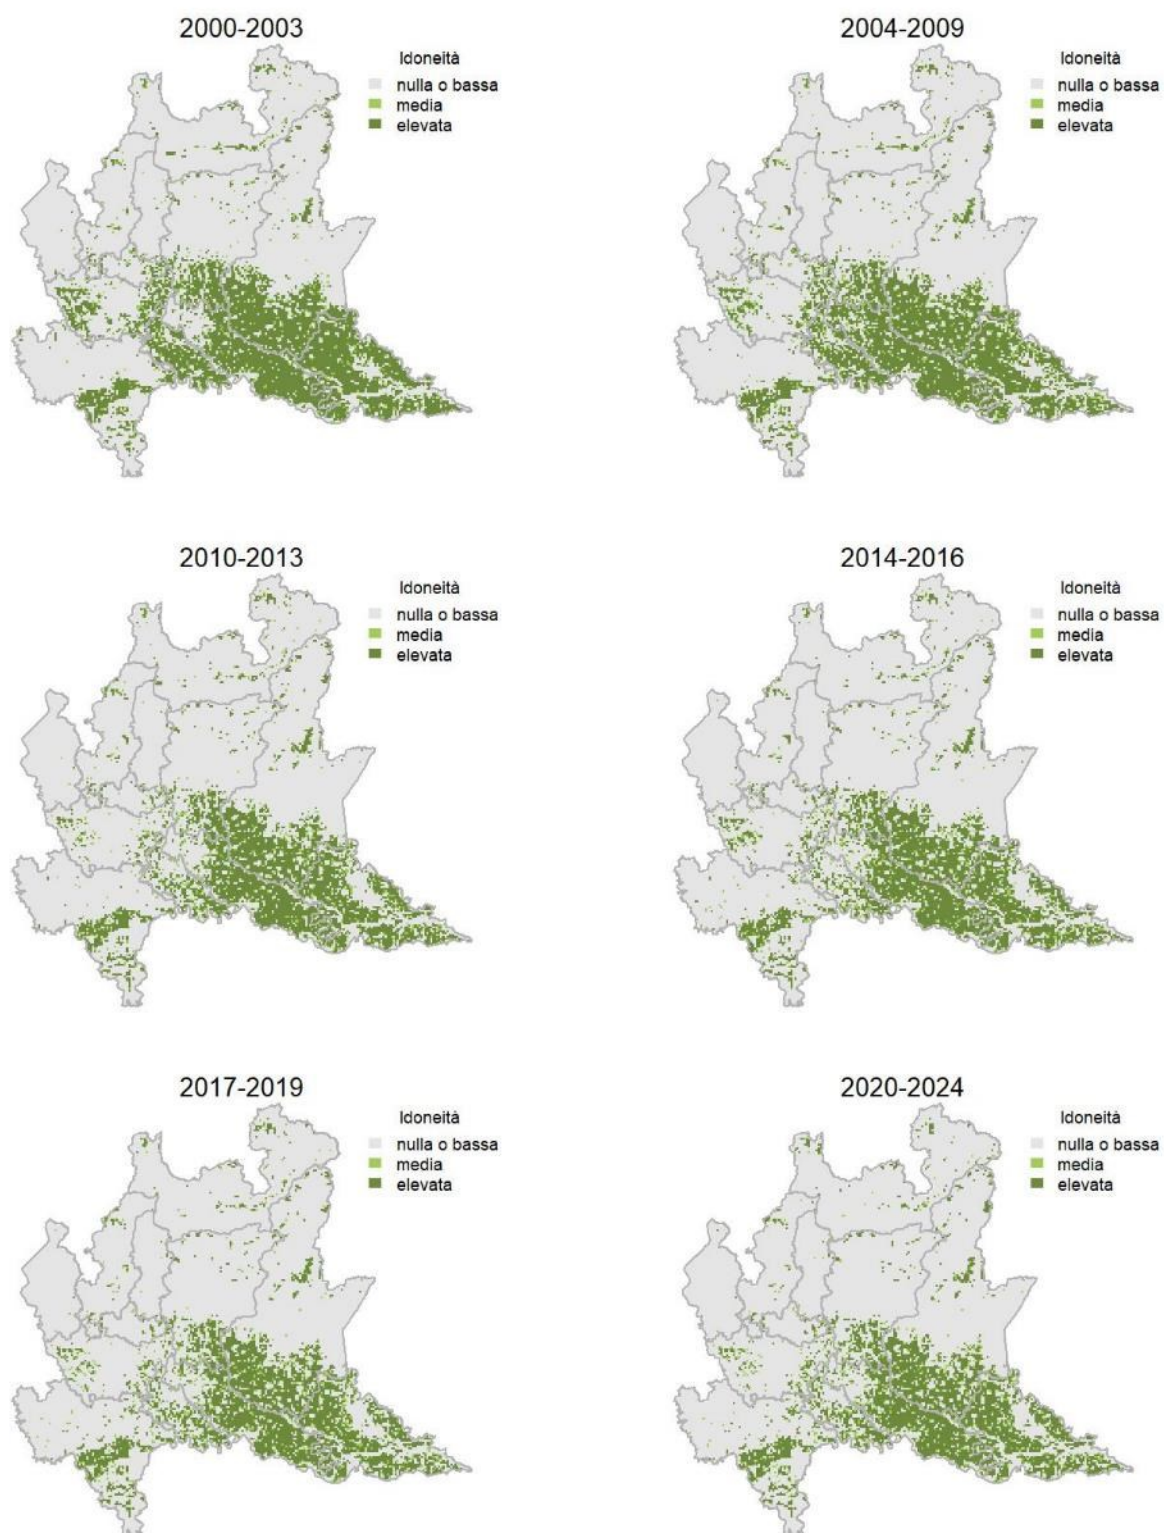 2000-2003
Idoneità
nulla o bassa
media
elevata
2004-2009
Idoneità
nulla o bassa
media
elevata
2010-2013
Idoneità
nulla o bassa
media
elevata
2014-2016
Idoneità
nulla o bassa
media
elevata
2017-2019
Idoneità
nulla o bassa
media
elevata
2020-2024
Idoneità
nulla o bassa
media
elevata